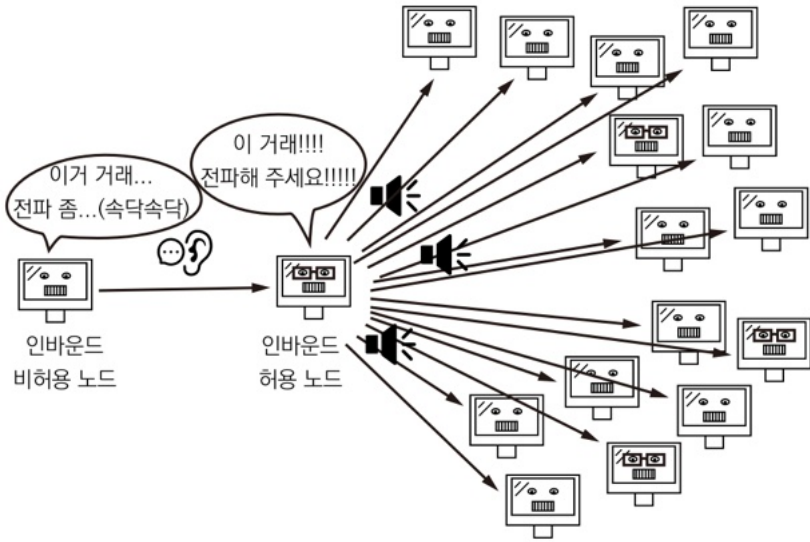 이거 거래...
전파 좀...(속닥속닥)
이 거래!!!!
전파해 주세요!!!!!
인바운드
비허용 노드
인바운드
허용 노드